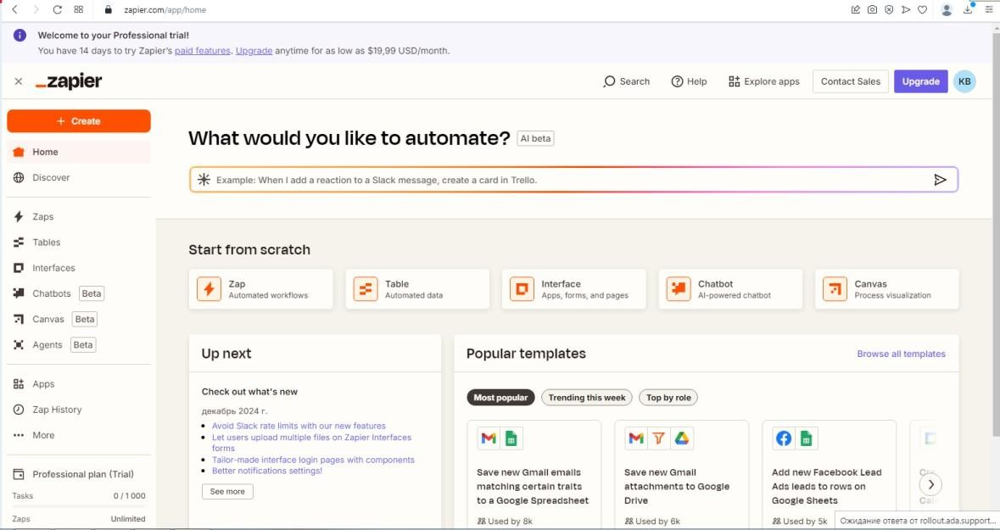 zapier.com/app/home
Welcome to your Professional trial!
You have 14 days to try Zapier's paid features. Upgrade anytime for as low as $19,99 USD/month.
zapier
Search
Help
Explore apps
Contact Sales
Upgrade
KB
+ Create
Home
Discover
Zaps
Tables
Interfaces
Chatbots Beta
Canvas Beta
Agents Beta
Apps
Zap History
More
Professional plan (Trial)
Tasks 0 / 1 000
Zaps Unlimited
What would you like to automate? AI beta
Example: When I add a reaction to a Slack message, create a card in Trello.
Start from scratch
Zap
Automated workflows
Table
Automated data
Interface
Apps, forms, and pages
Chatbot
AI-powered chatbot
Canvas
Process visualization
Up next
Check out what's new
декабрь 2024 г.
Avoid Slack rate limits with our new features
Let users upload multiple files on Zapier Interfaces
forms
Tailor-made interface login pages with components
Better notifications settings!
See more
Popular templates
Browse all templates
Most popular
Trending this week
Top by role
Save new Gmail emails
matching certain traits
to a Google Spreadsheet
Used by 8k
Save new Gmail
attachments to Google
Drive
Used by 6k
Add new Facebook Lead
Ads leads to rows on
Google Sheets
Used by 5k
Ожидание ответа от rollout.ada.support...